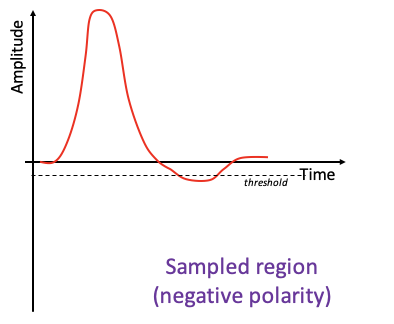 Amplitude
Time
threshold
Sampled region
(negative polarity)